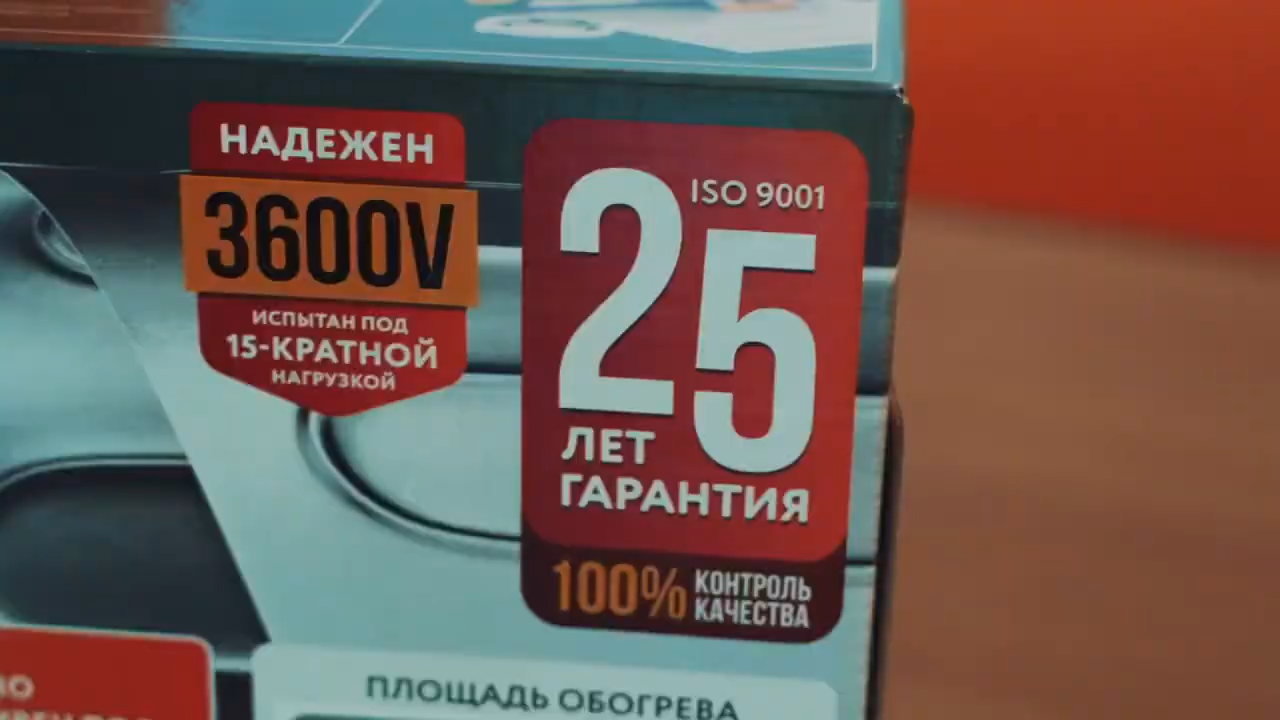 НАДЕЖЕН
3600V
ИСПЫТАН ПОД
15-КРАТНОЙ
НАГРУЗКОЙ
ISO 9001
25
ЛЕТ
ГАРАНТИЯ
100% КОНТРОЛЬ
КАЧЕСТВА
ПЛОЩАДЬ ОБОГРЕВА